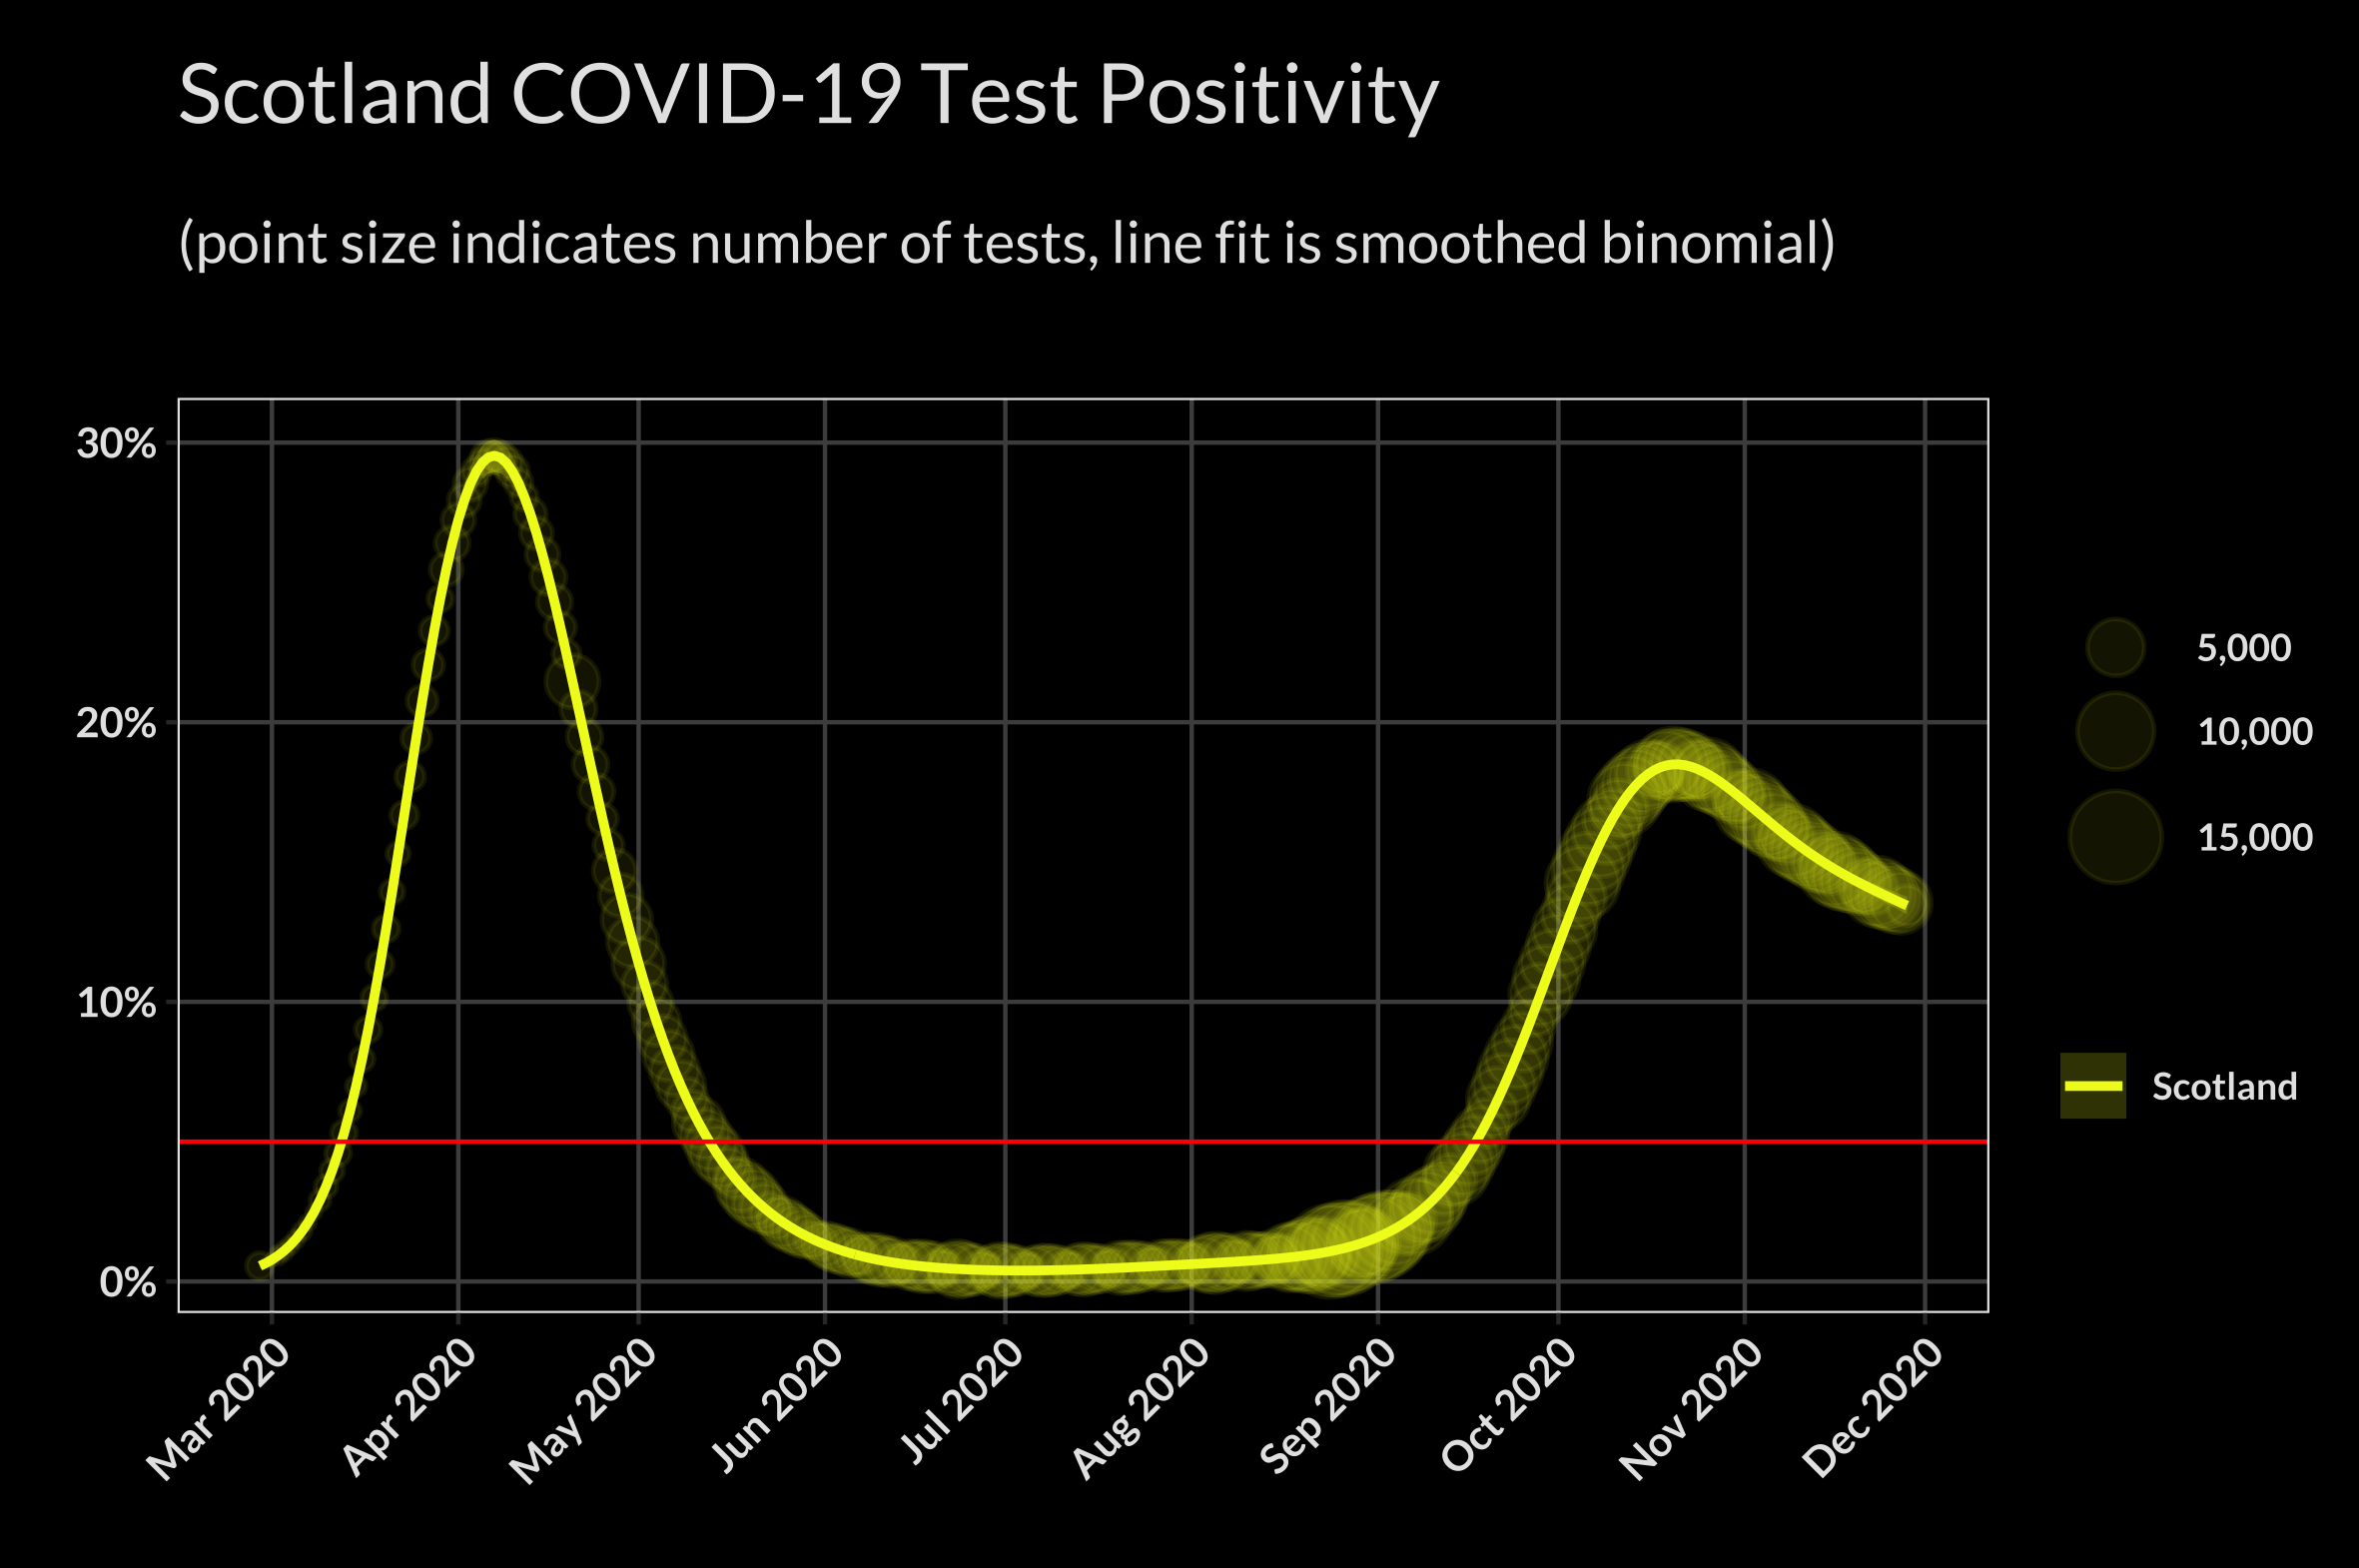 Scotland COVID-19 Test Positivity
(point size indicates number of tests, line fit is smoothed binomial)
30%
20%
10%
0%
Mar 2020
Apr 2020
May 2020
Jun 2020
Jul 2020
Aug 2020
Sep 2020
Oct 2020
Nov 2020
Dec 2020
5,000
10,000
15,000
Scotland